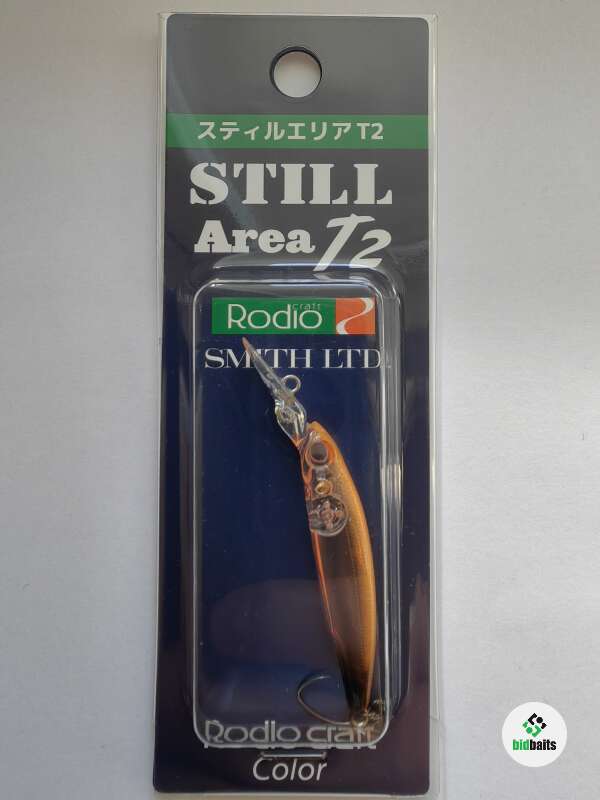 スティルエリアT2
STILL
Area T2
Rodio craft
SMITH LTD.
Rodio craft
Color
bidbaits